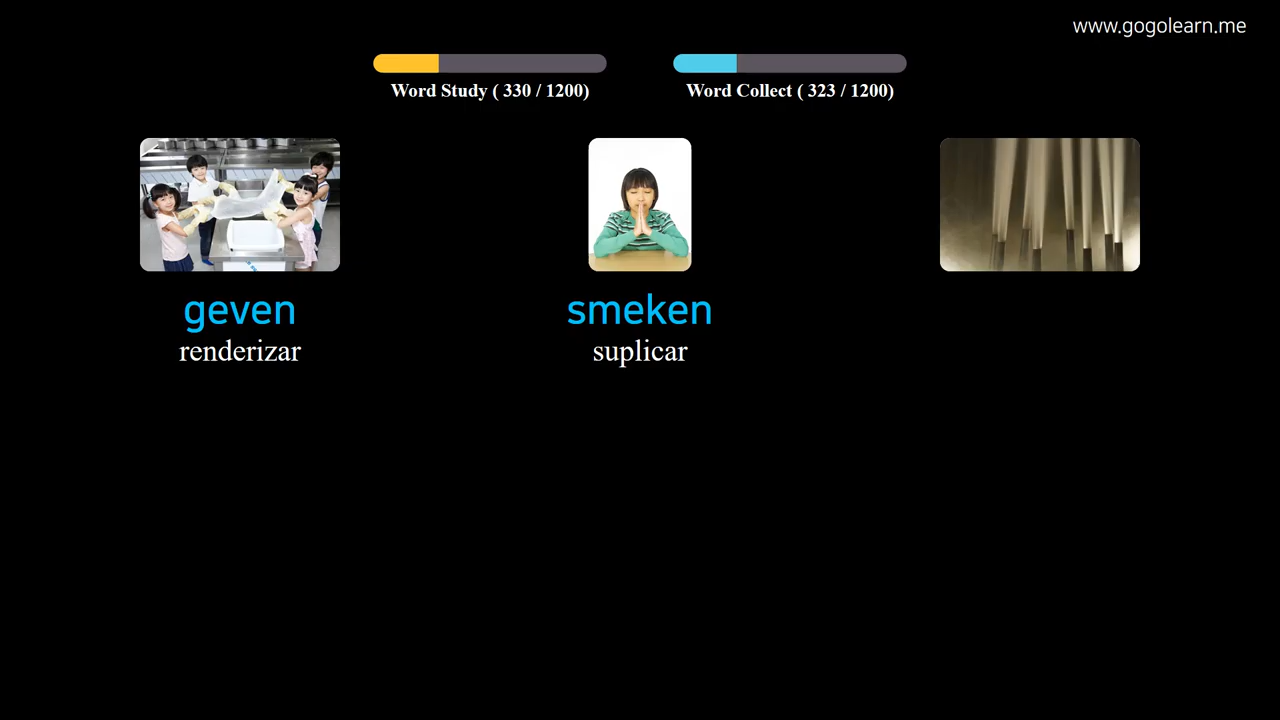 www.gogolearn.me
Word Study ( 330 / 1200)
Word Collect ( 323 / 1200)
geven
renderizar
smeken
suplicar